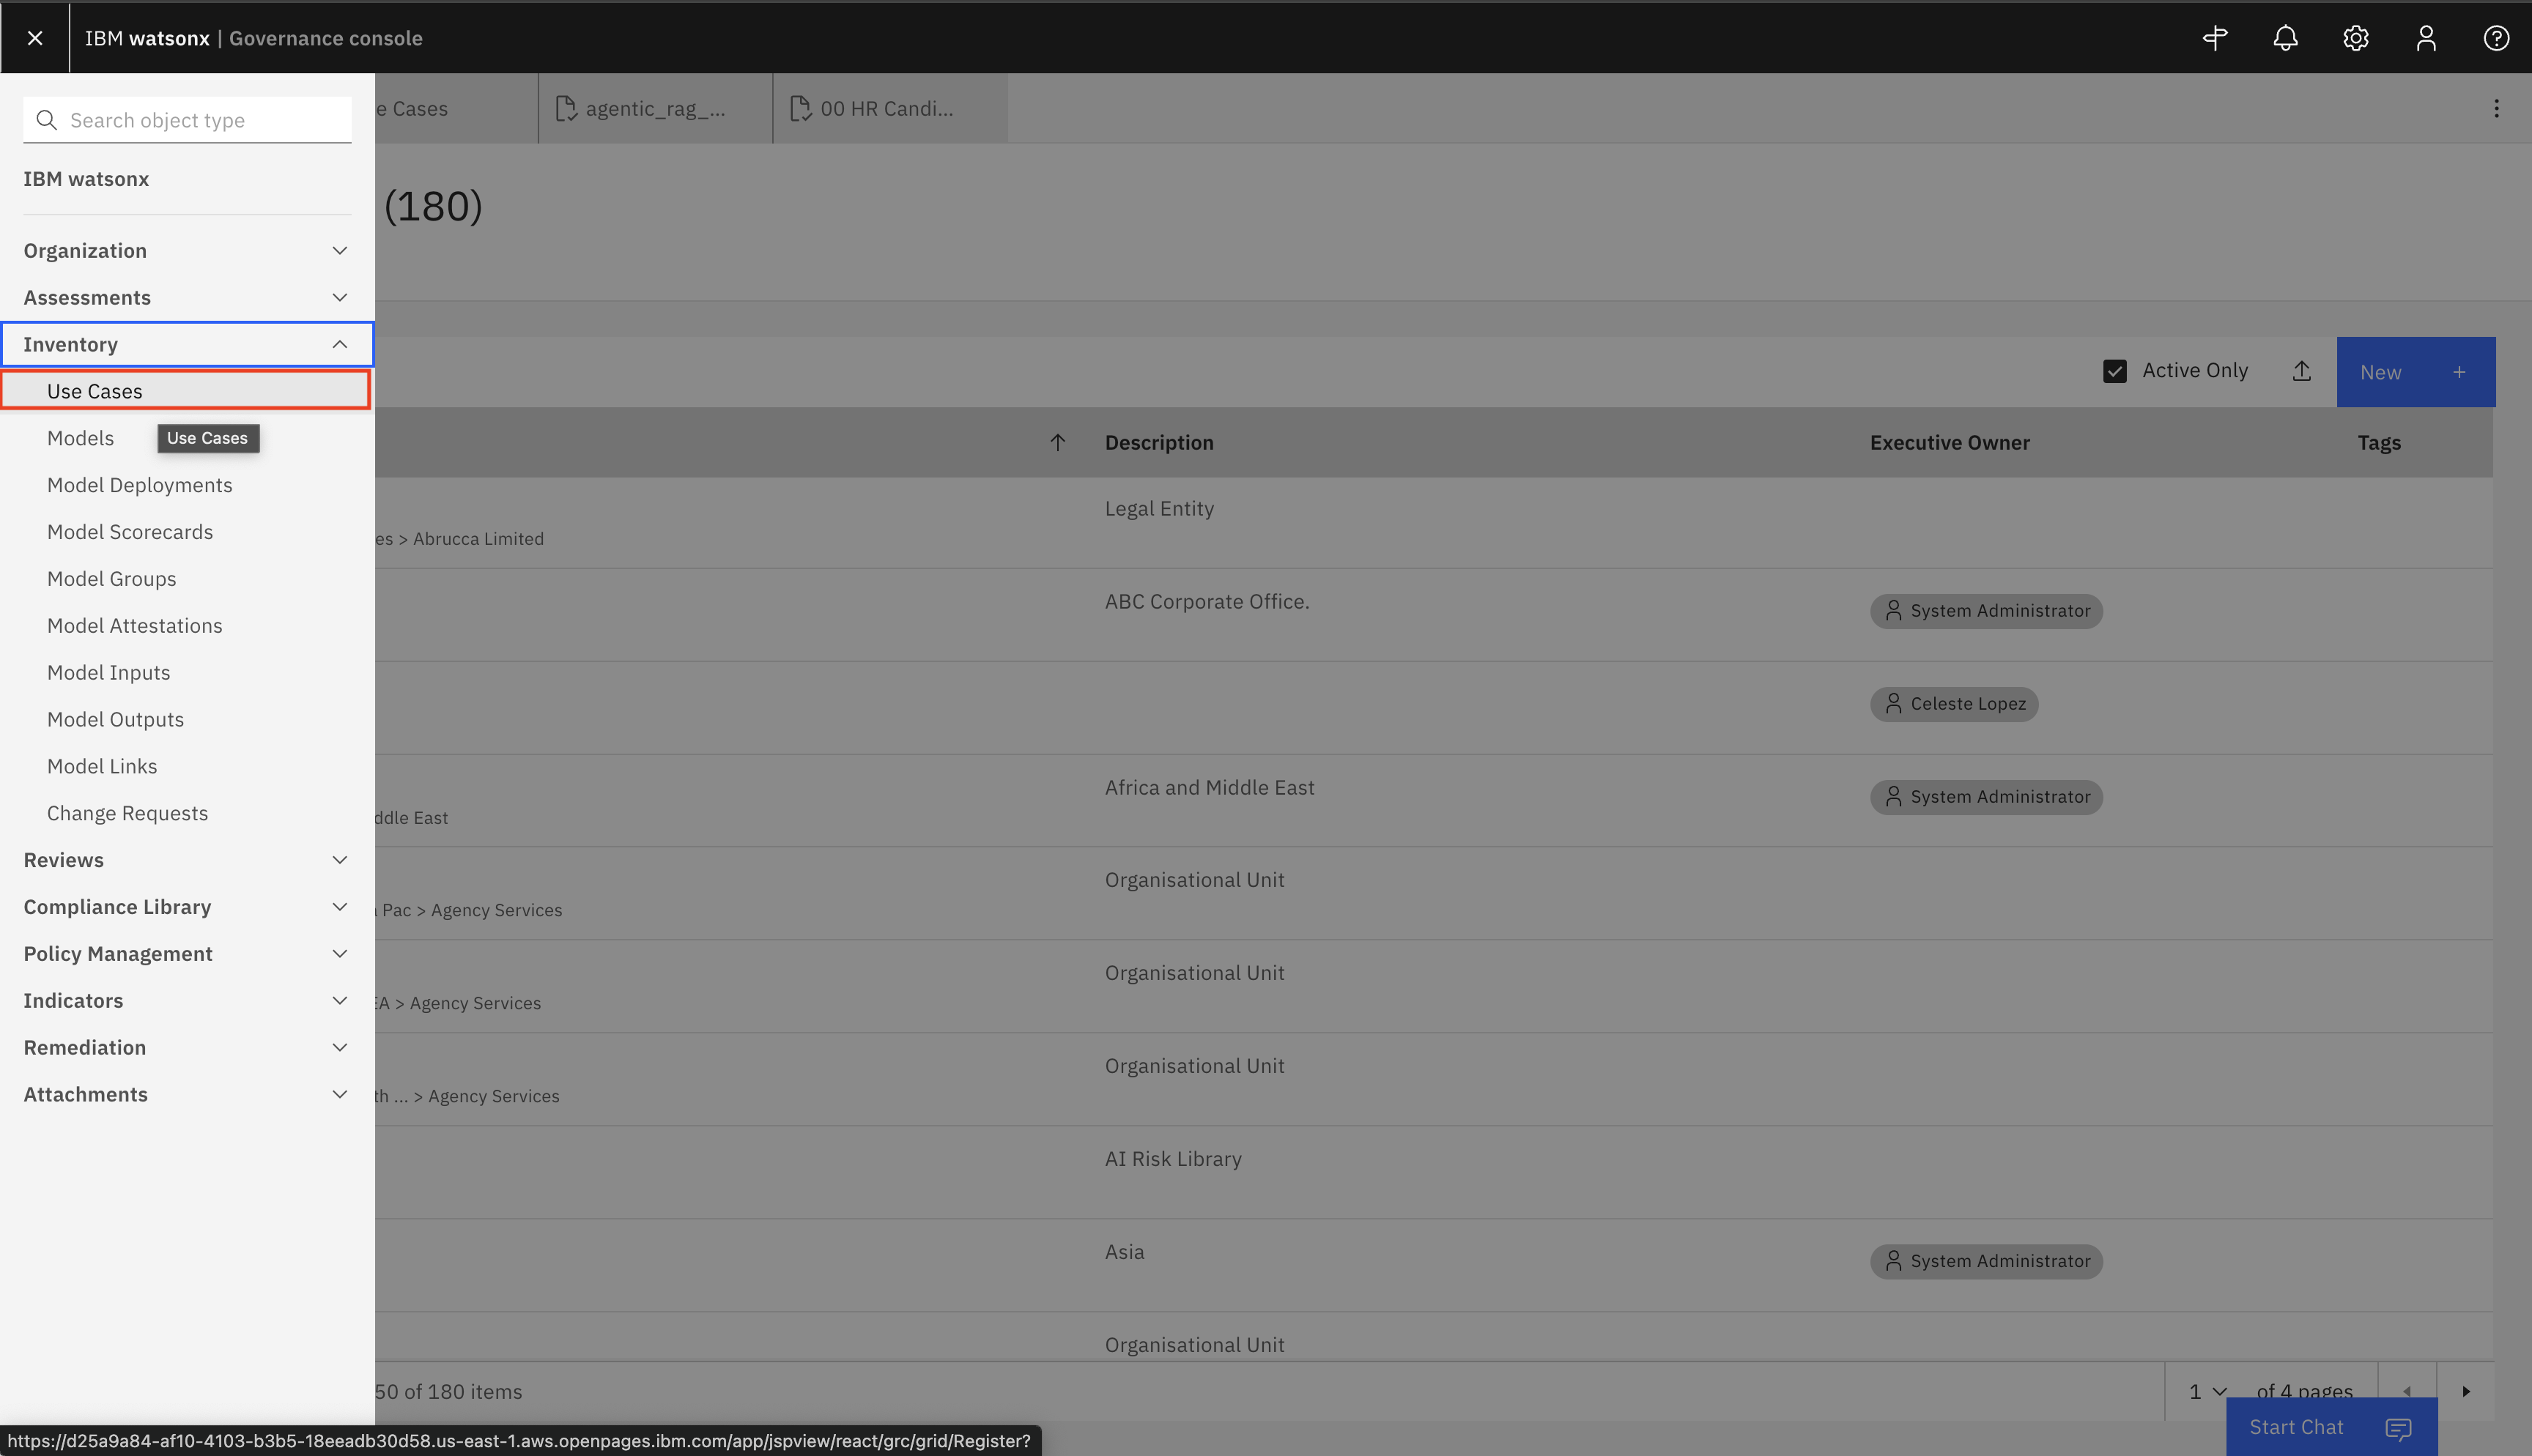 IBM watsonx | Governance console
e Cases
agentic_rag_...
00 HR Candi...
Search object type
IBM watsonx
(180)
Organization
Assessments
Inventory
Use Cases
Models
Use Cases
Model Deployments
Model Scorecards
Model Groups
Model Attestations
Model Inputs
Model Outputs
Model Links
Change Requests
Reviews
Compliance Library
Policy Management
Indicators
Remediation
Attachments
Active Only
New +
Description
Executive Owner
Tags
Legal Entity
es > Abrucca Limited
ABC Corporate Office.
System Administrator
Celeste Lopez
Africa and Middle East
System Administrator
ddle East
Organisational Unit
Pac > Agency Services
Organisational Unit
EA > Agency Services
Organisational Unit
th ... > Agency Services
AI Risk Library
Asia
System Administrator
Organisational Unit
50 of 180 items
1
of 4 pages
Start Chat
https://d25a9a84-af10-4103-b3b5-18eeadb30d58.us-east-1.aws.openpages.ibm.com/app/jspview/react/grc/grid/Register?